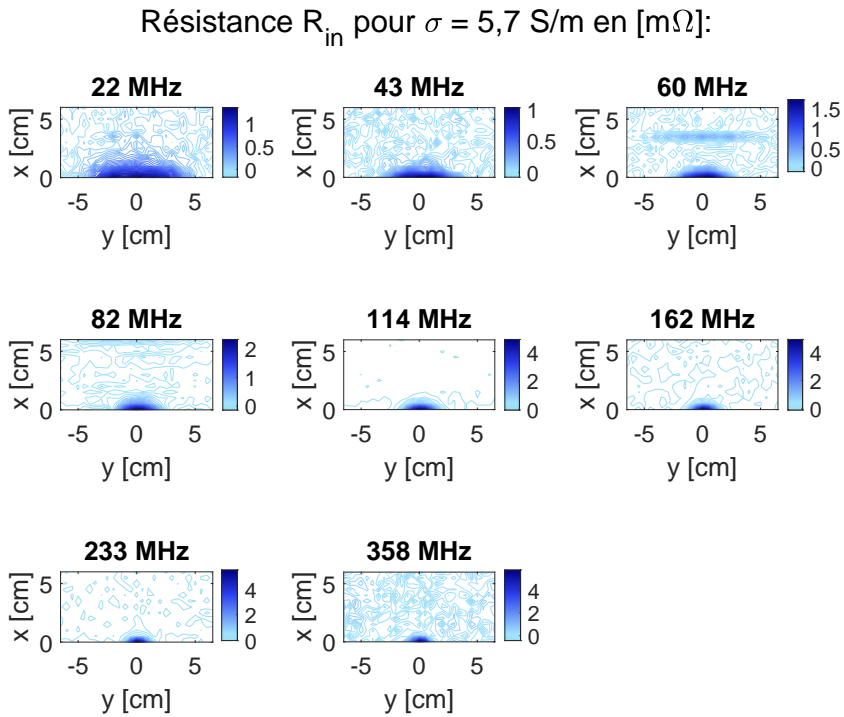 Résistance R_in pour σ = 5,7 S/m en [mΩ]:
22 MHz
x [cm]
5
0
-5 0 5
y [cm]
1
0.5
0
43 MHz
x [cm]
5
0
-5 0 5
y [cm]
1
0.5
0
60 MHz
x [cm]
5
0
-5 0 5
y [cm]
1.5
1
0.5
0
82 MHz
x [cm]
5
0
-5 0 5
y [cm]
2
1
0
114 MHz
x [cm]
5
0
-5 0 5
y [cm]
4
2
0
162 MHz
x [cm]
5
0
-5 0 5
y [cm]
4
2
0
233 MHz
x [cm]
5
0
-5 0 5
y [cm]
4
2
0
358 MHz
x [cm]
5
0
-5 0 5
y [cm]
4
2
0